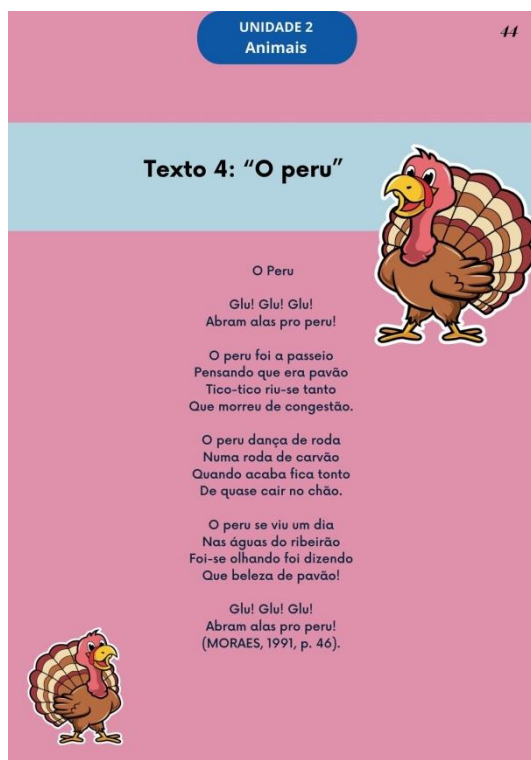 UNIDADE 2
Animais
44
Texto 4: “O peru”
O Peru
Glu! Glu! Glu!
Abram alas pro peru!
O peru foi a passeio
Pensando que era pavão
Tico-tico riu-se tanto
Que morreu de congestão.
O peru dança de roda
Numa roda de carvão
Quando acaba fica tonto
De quase cair no chão.
O peru se viu um dia
Nas águas do ribeirão
Foi-se olhando foi dizendo
Que beleza de pavão!
Glu! Glu! Glu!
Abram alas pro peru!
(MORAES, 1991, p. 46).